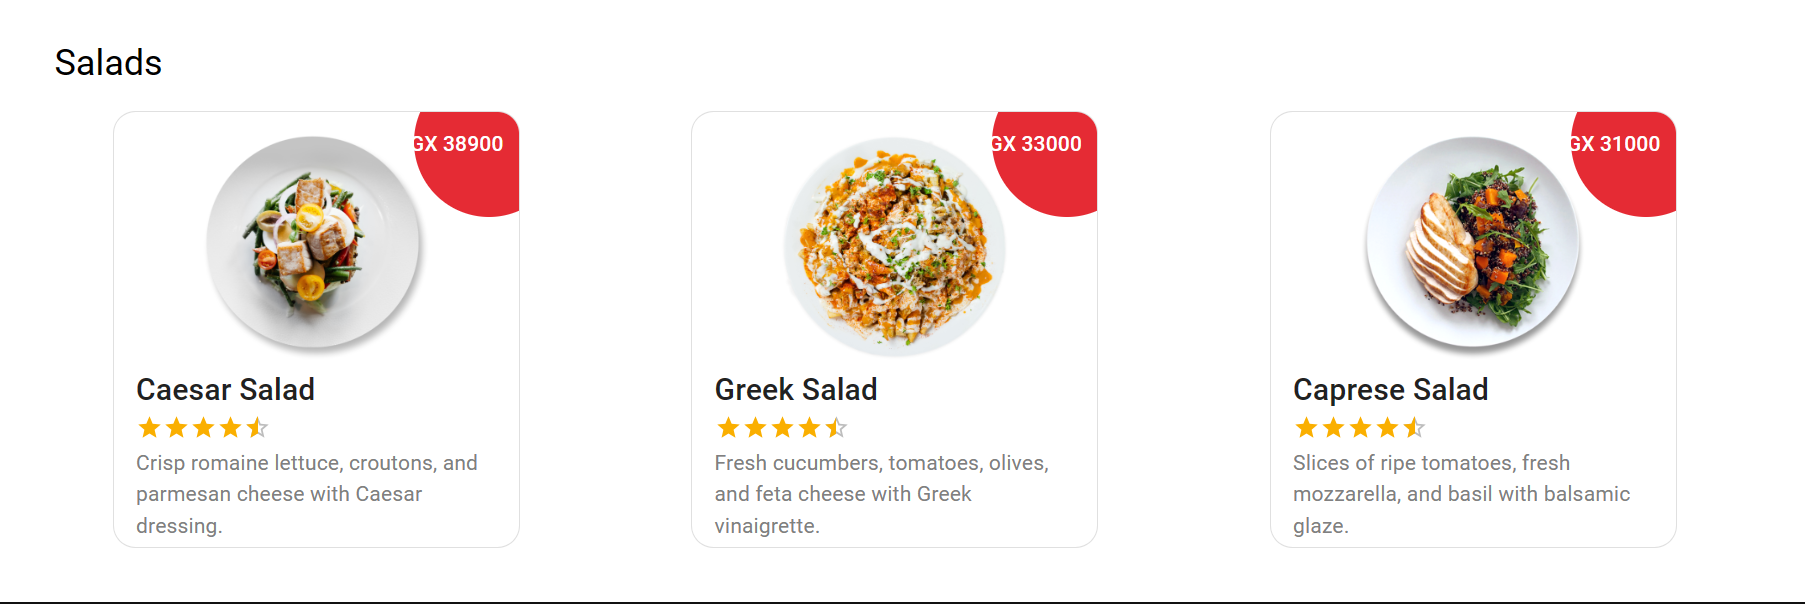 Salads
GX 38900
GX 33000
GX 31000
Caesar Salad
Greek Salad
Caprese Salad
Crisp romaine lettuce, croutons, and
parmesan cheese with Caesar
dressing.
Fresh cucumbers, tomatoes, olives,
and feta cheese with Greek
vinaigrette.
Slices of ripe tomatoes, fresh
mozzarella, and basil with balsamic
glaze.